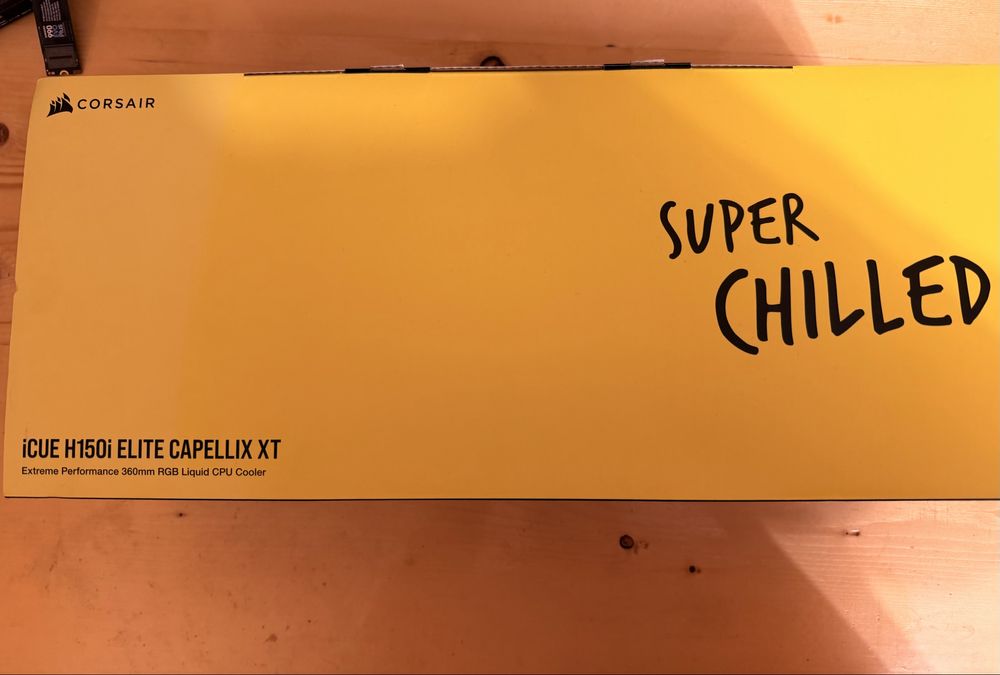 CORSAIR
SUPER
CHILLED
iCUE H150i ELITE CAPELLIX XT
Extreme Performance 360mm RGB Liquid CPU Cooler